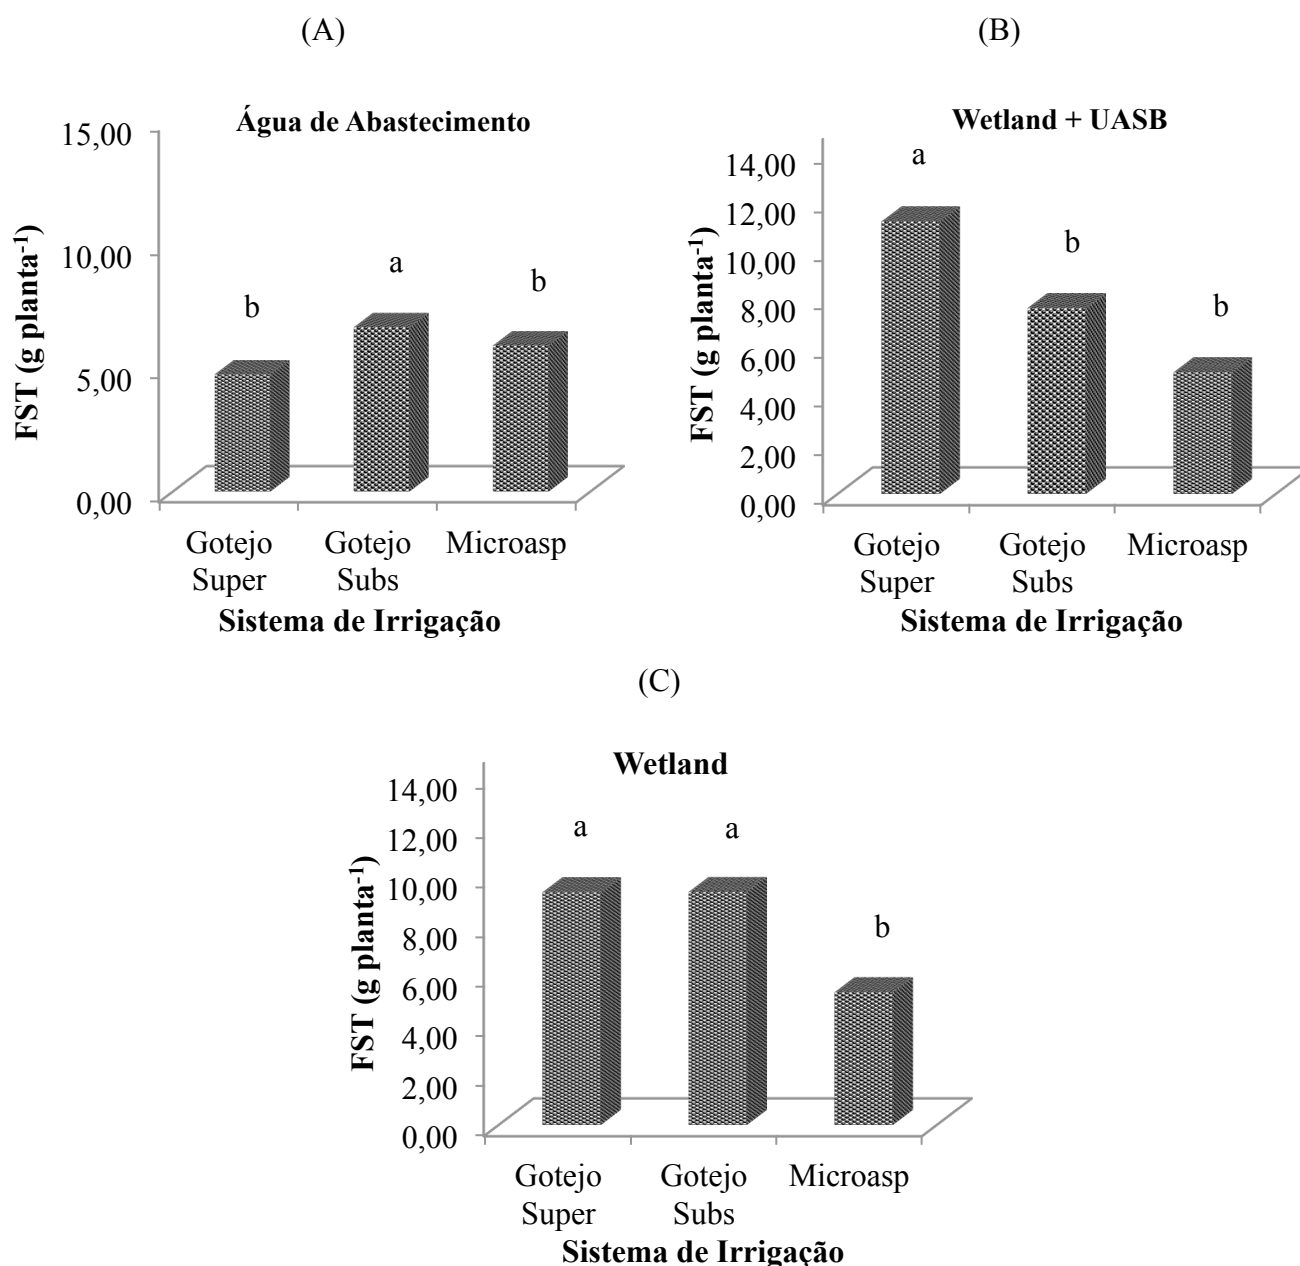 (A)
Água de Abastecimento
15,00
10,00
5,00
0,00
FST (g planta⁻¹)
b
a
b
Gotejo
Super
Gotejo
Subs
Microasp
Sistema de Irrigação
(B)
Wetland + UASB
14,00
12,00
10,00
8,00
6,00
4,00
2,00
0,00
FST (g planta⁻¹)
a
b
b
Gotejo
Super
Gotejo
Subs
Microasp
Sistema de Irrigação
(C)
Wetland
14,00
12,00
10,00
8,00
6,00
4,00
2,00
0,00
FST (g planta⁻¹)
a
a
b
Gotejo
Super
Gotejo
Subs
Microasp
Sistema de Irrigação